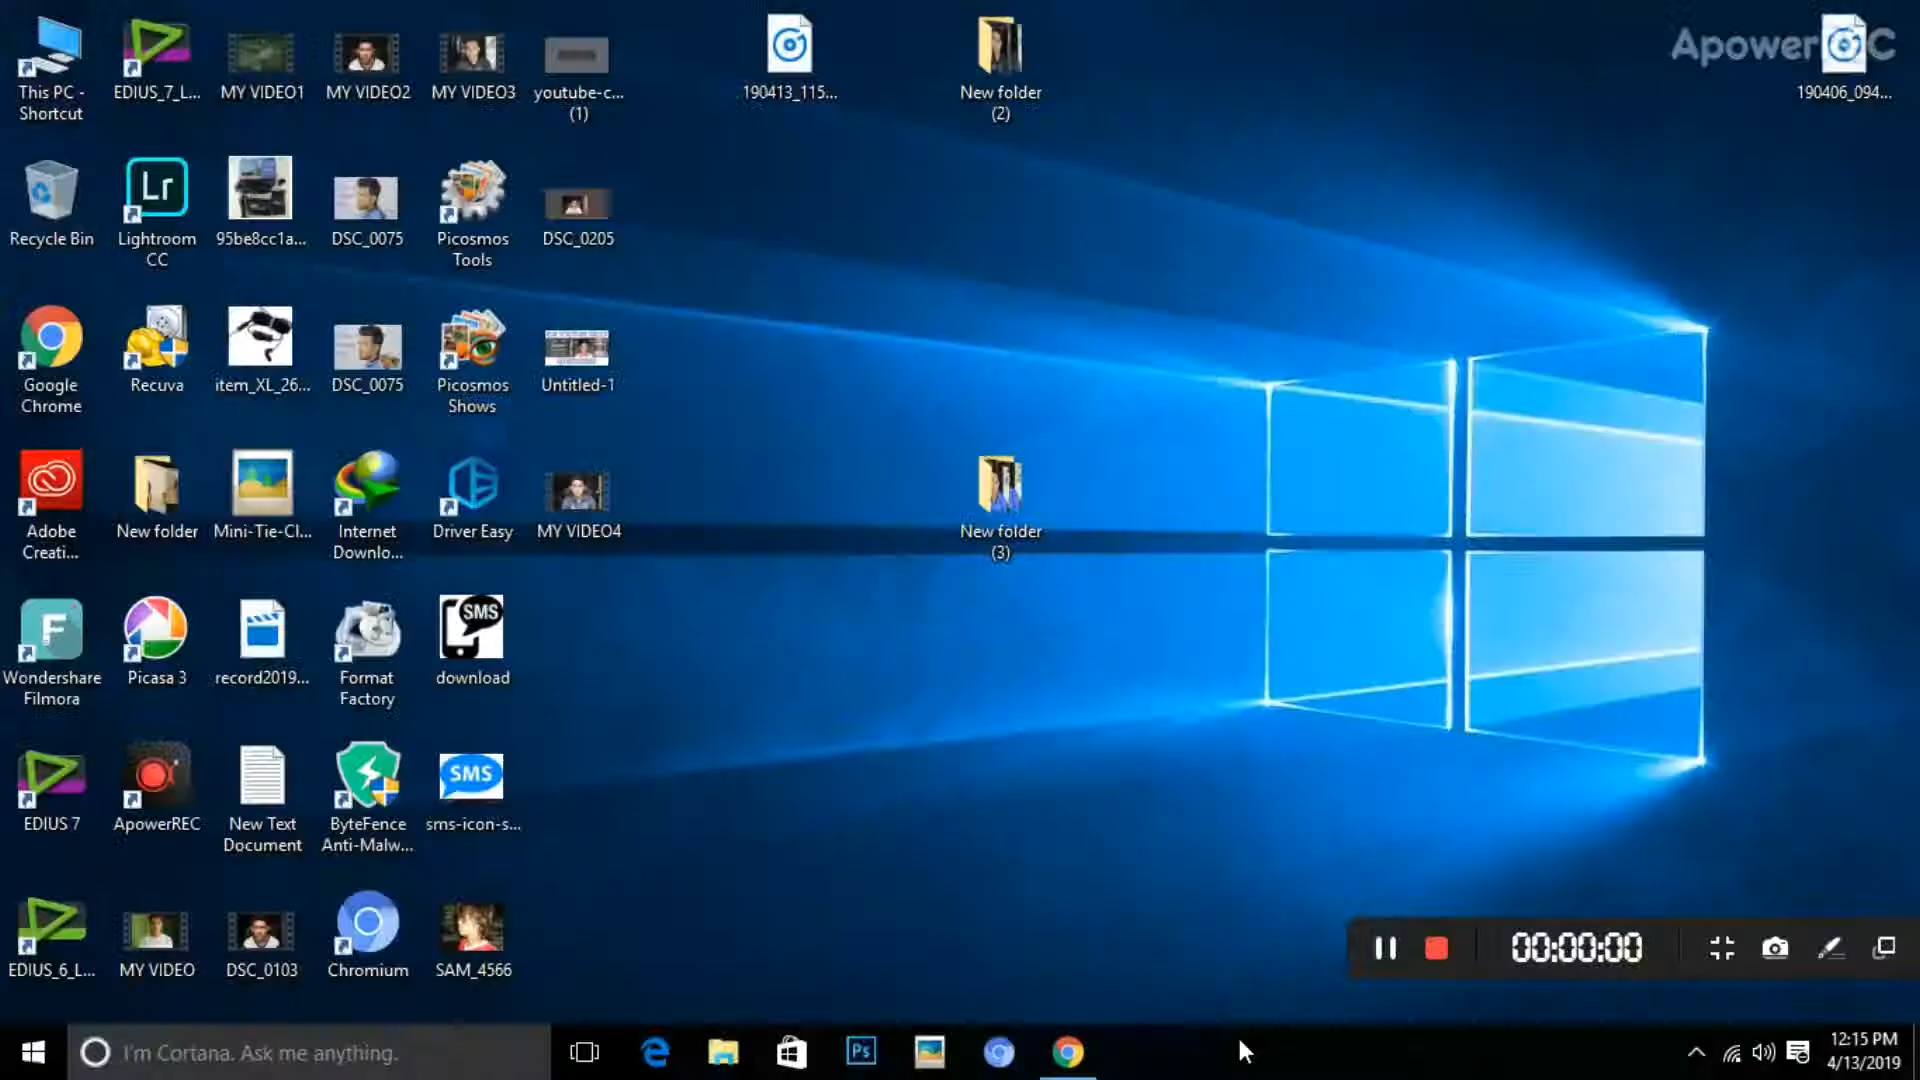 This PC -
Shortcut
EDIUS_7_L...
MY VIDEO1
MY VIDEO2
MY VIDEO3
youtube-c...
(1)
190413_115...
New folder
(2)
ApowerREC
190406_094...
Recycle Bin
Lr
Lightroom
CC
95be8cc1a...
DSC_0075
Picosmos
Tools
DSC_0205
Google
Chrome
Recuva
item_XL_26...
DSC_0075
Picosmos
Shows
Untitled-1
Adobe
Creati...
New folder
Mini-Tie-Cl...
Internet
Downlo...
Driver Easy
MY VIDEO4
New folder
(3)
F
Wondershare
Filmora
Picasa 3
record2019...
Format
Factory
SMS
download
EDIUS 7
ApowerREC
New Text
Document
ByteFence
Anti-Malw...
SMS
sms-icon-s...
EDIUS_6_L...
MY VIDEO
DSC_0103
Chromium
SAM_4566
00:00:00
I'm Cortana. Ask me anything.
Ps
12:15 PM
4/13/2019